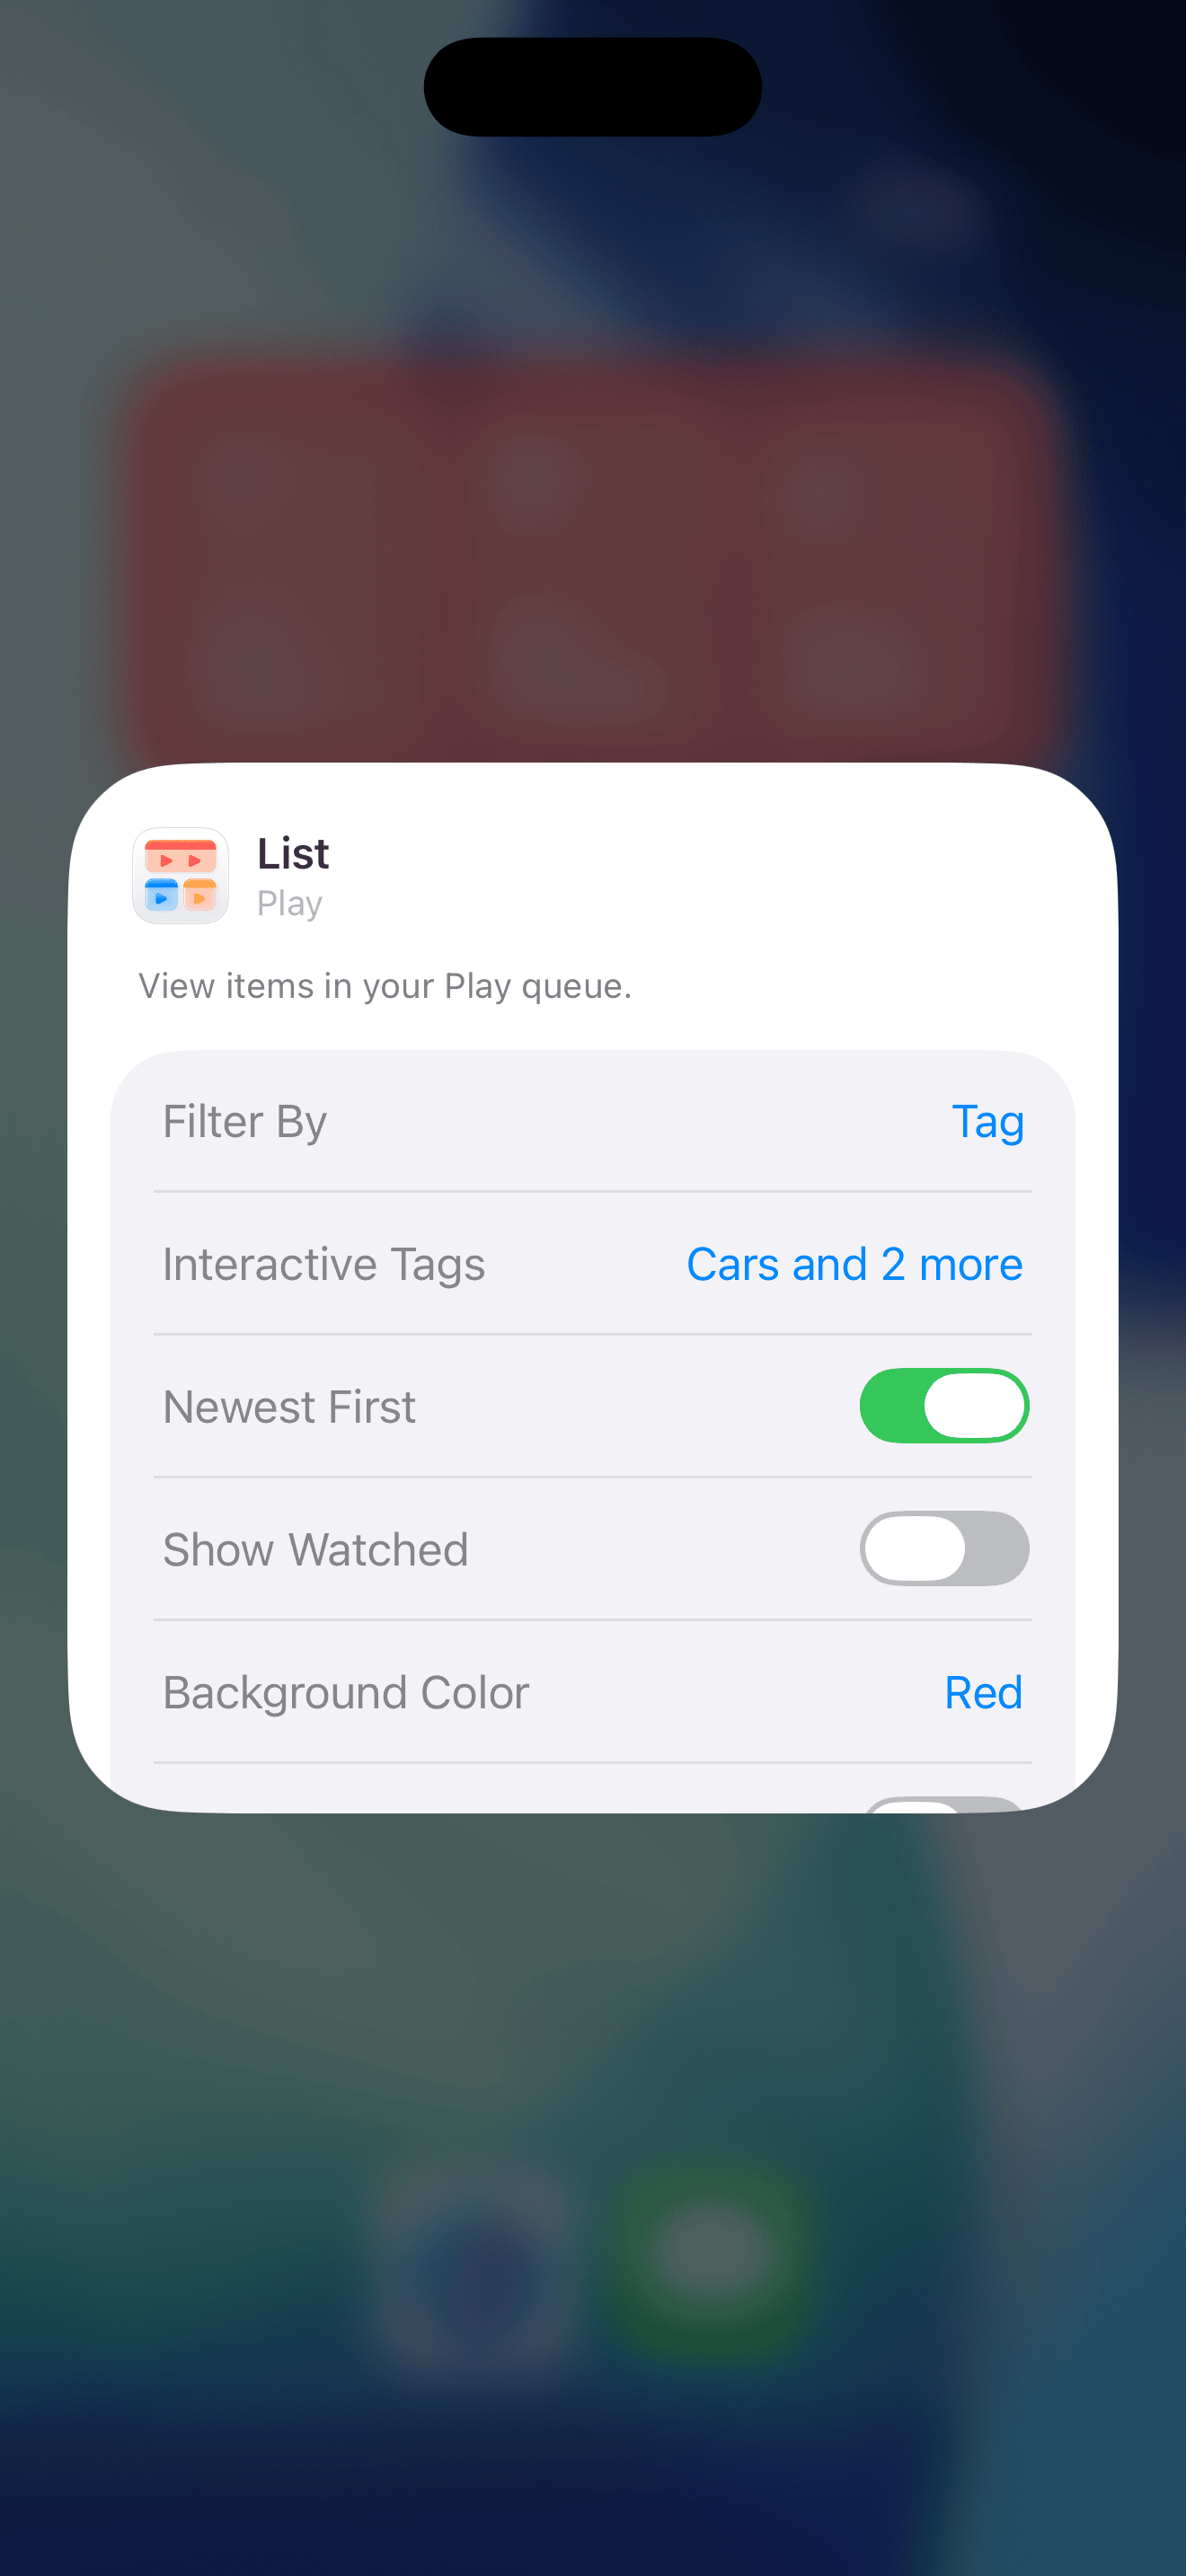 List
Play
View items in your Play queue.
Filter By Tag
Interactive Tags Cars and 2 more
Newest First
Show Watched
Background Color Red